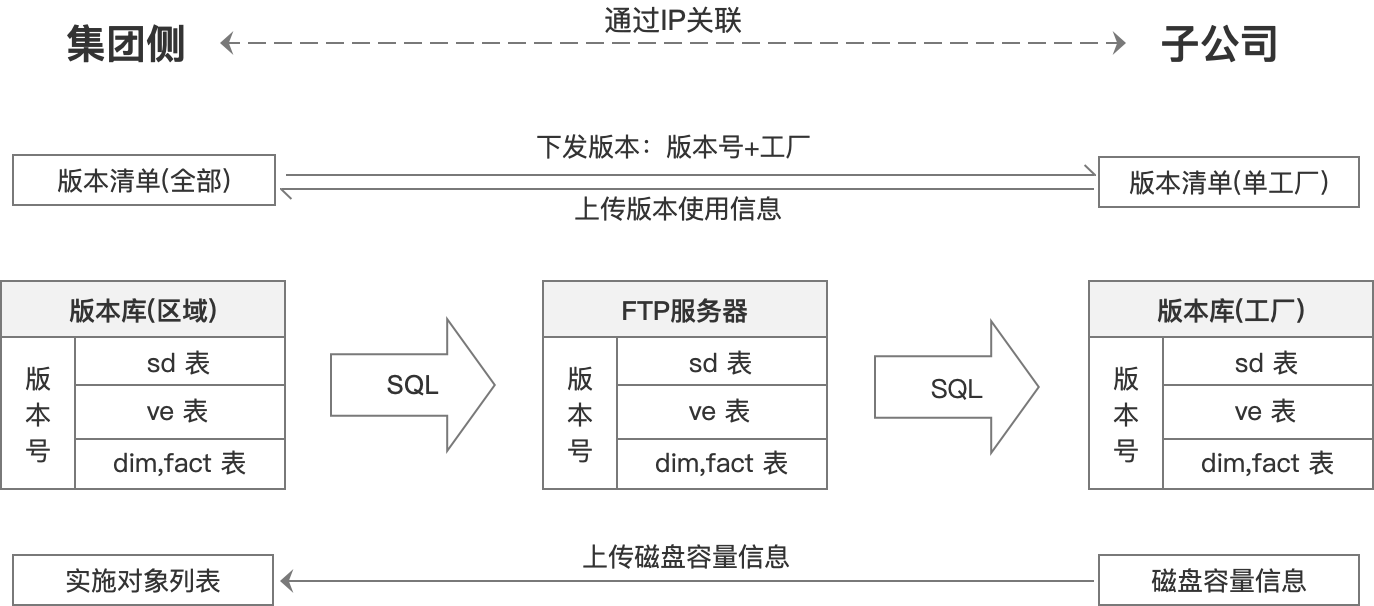 通过IP关联
集团侧
子公司
下发版本：版本号+工厂
版本清单(全部)
版本清单(单工厂)
上传版本使用信息
版本库(区域)
FTP服务器
版本库(工厂)
版本号
sd 表
ve 表
dim,fact 表
SQL
版本号
sd 表
ve 表
dim,fact 表
SQL
版本号
sd 表
ve 表
dim,fact 表
上传磁盘容量信息
实施对象列表
磁盘容量信息